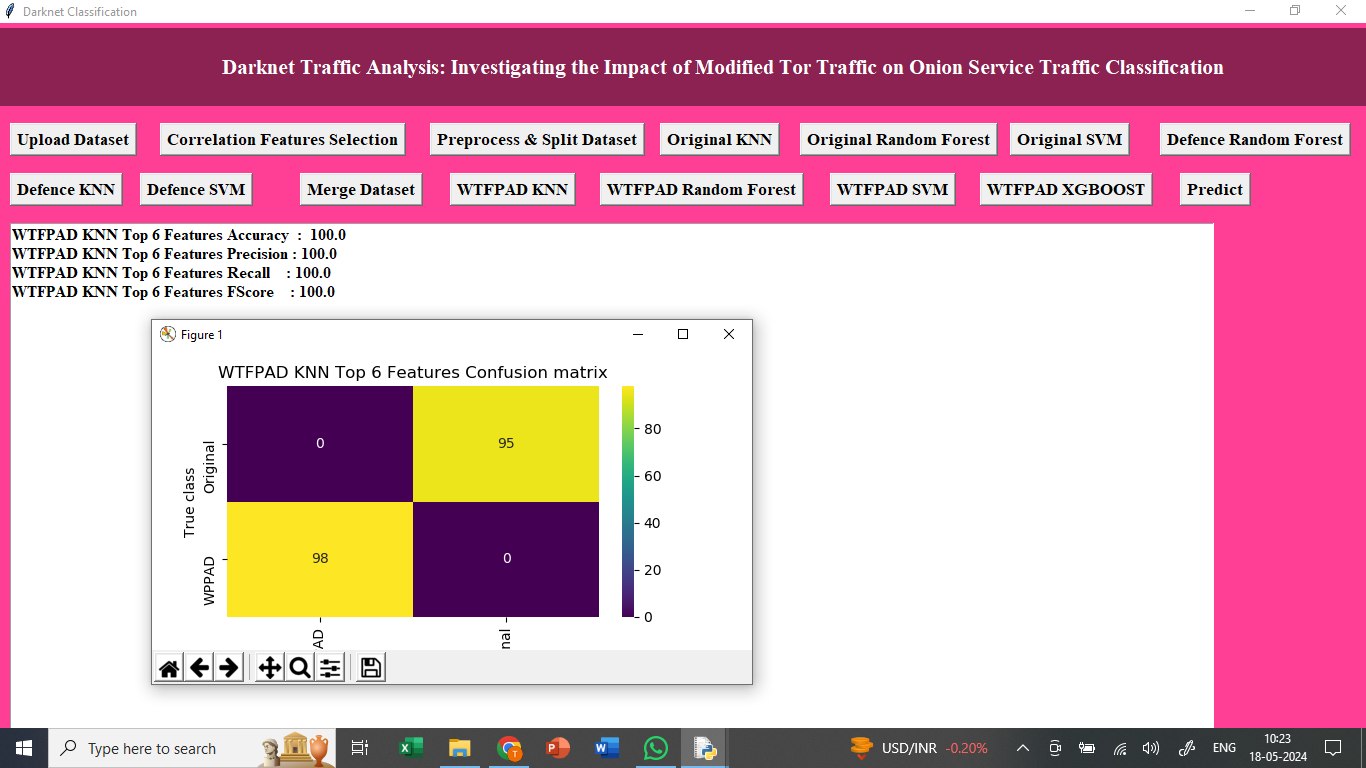 Darknet Classification
Darknet Traffic Analysis: Investigating the Impact of Modified Tor Traffic on Onion Service Traffic Classification
Upload Dataset Correlation Features Selection Preprocess & Split Dataset Original KNN Original Random Forest Original SVM Defence Random Forest
Defence KNN Defence SVM Merge Dataset WTFPAD KNN WTFPAD Random Forest WTFPAD SVM WTFPAD XGBOOST Predict
WTFPAD KNN Top 6 Features Accuracy : 100.0
WTFPAD KNN Top 6 Features Precision : 100.0
WTFPAD KNN Top 6 Features Recall : 100.0
WTFPAD KNN Top 6 Features FScore : 100.0
Figure 1
WTFPAD KNN Top 6 Features Confusion matrix
True class
Original
0 95
WPPAD
98 0
80
60
40
20
0
AD nal
Type here to search
USD/INR -0.20%
ENG
10:23
18-05-2024